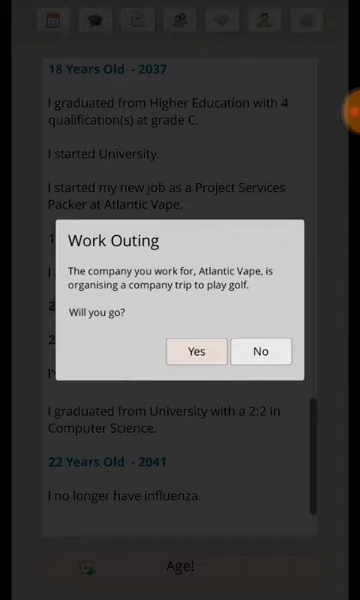 18 Years Old - 2037
I graduated from Higher Education with 4
qualification(s) at grade C.
I started University.
I started my new job as a Project Services
Packer at Atlantic Vape.
Work Outing
The company you work for, Atlantic Vape, is
organising a company trip to play golf.
Will you go?
Yes
No
I graduated from University with a 2:2 in
Computer Science.
22 Years Old - 2041
I no longer have influenza.
Age!